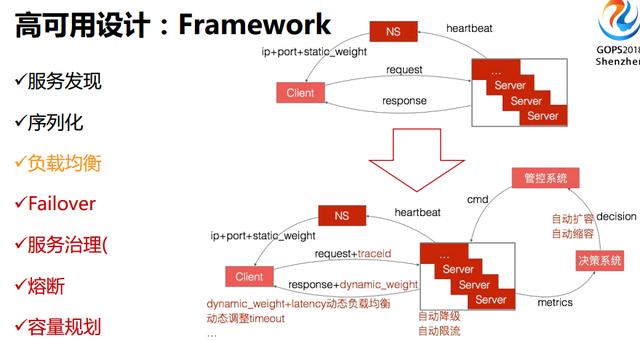 高可用设计：Framework
GOPS2018
Shenzhen
✓服务发现
✓序列化
✓负载均衡
✓Failover
✓服务治理(
✓熔断
✓容量规划
NS
heartbeat
ip+port+static_weight
Client
request
response
...
Server
Server
Server
管控系统
cmd
自动扩容
自动缩容
decision
决策系统
metrics
NS
heartbeat
ip+port+static_weight
request+traceid
Client
response+dynamic_weight
...
Server
Server
Server
dynamic_weight+latency动态负载均衡
动态调整timeout
...
自动降级
自动限流